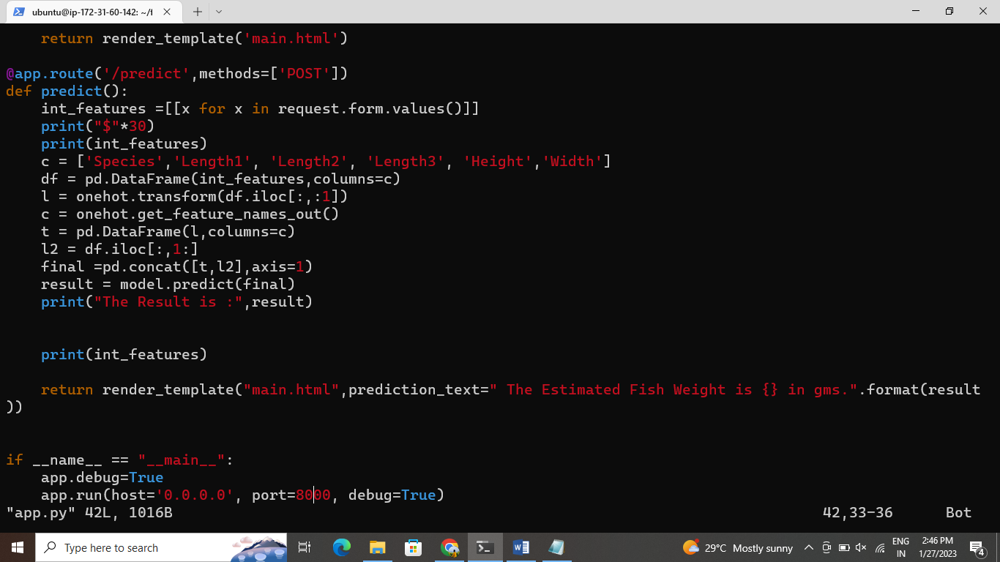 ubuntu@ip-172-31-60-142: ~/f
    return render_template('main.html')
@app.route('/predict',methods=['POST'])
def predict():
    int_features =[[x for x in request.form.values()]]
    print("$"*30)
    print(int_features)
    c = ['Species','Length1', 'Length2', 'Length3', 'Height','Width']
    df = pd.DataFrame(int_features,columns=c)
    l = onehot.transform(df.iloc[:,:1])
    c = onehot.get_feature_names_out()
    t = pd.DataFrame(l,columns=c)
    l2 = df.iloc[:,1:]
    final =pd.concat([t,l2],axis=1)
    result = model.predict(final)
    print("The Result is :",result)
    print(int_features)
    return render_template("main.html",prediction_text=" The Estimated Fish Weight is {} in gms.".format(result
))
if __name__ == "__main__":
    app.debug=True
    app.run(host='0.0.0.0', port=8000, debug=True)
"app.py" 42L, 1016B 42,33-36 Bot
Type here to search
29°C Mostly sunny
ENG
IN
2:46 PM
1/27/2023
4